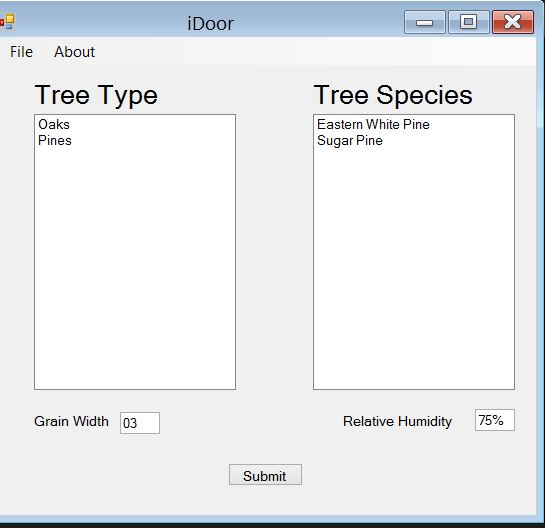 iDoor
File About
Tree Type Tree Species
Oaks
Pines
Eastern White Pine
Sugar Pine
Grain Width 03 Relative Humidity 75%
Submit